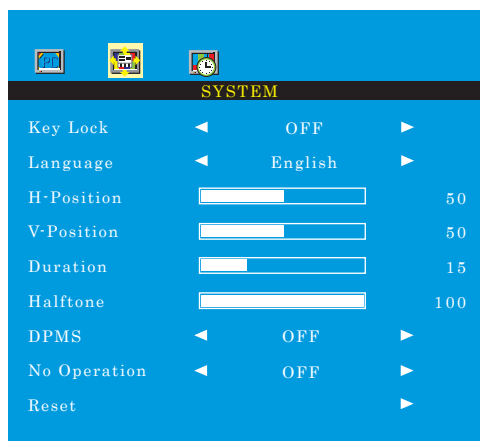 SYSTEM
Key Lock OFF
Language English
H-Position 50
V-Position 50
Duration 15
Halftone 100
DPMS OFF
No Operation OFF
Reset